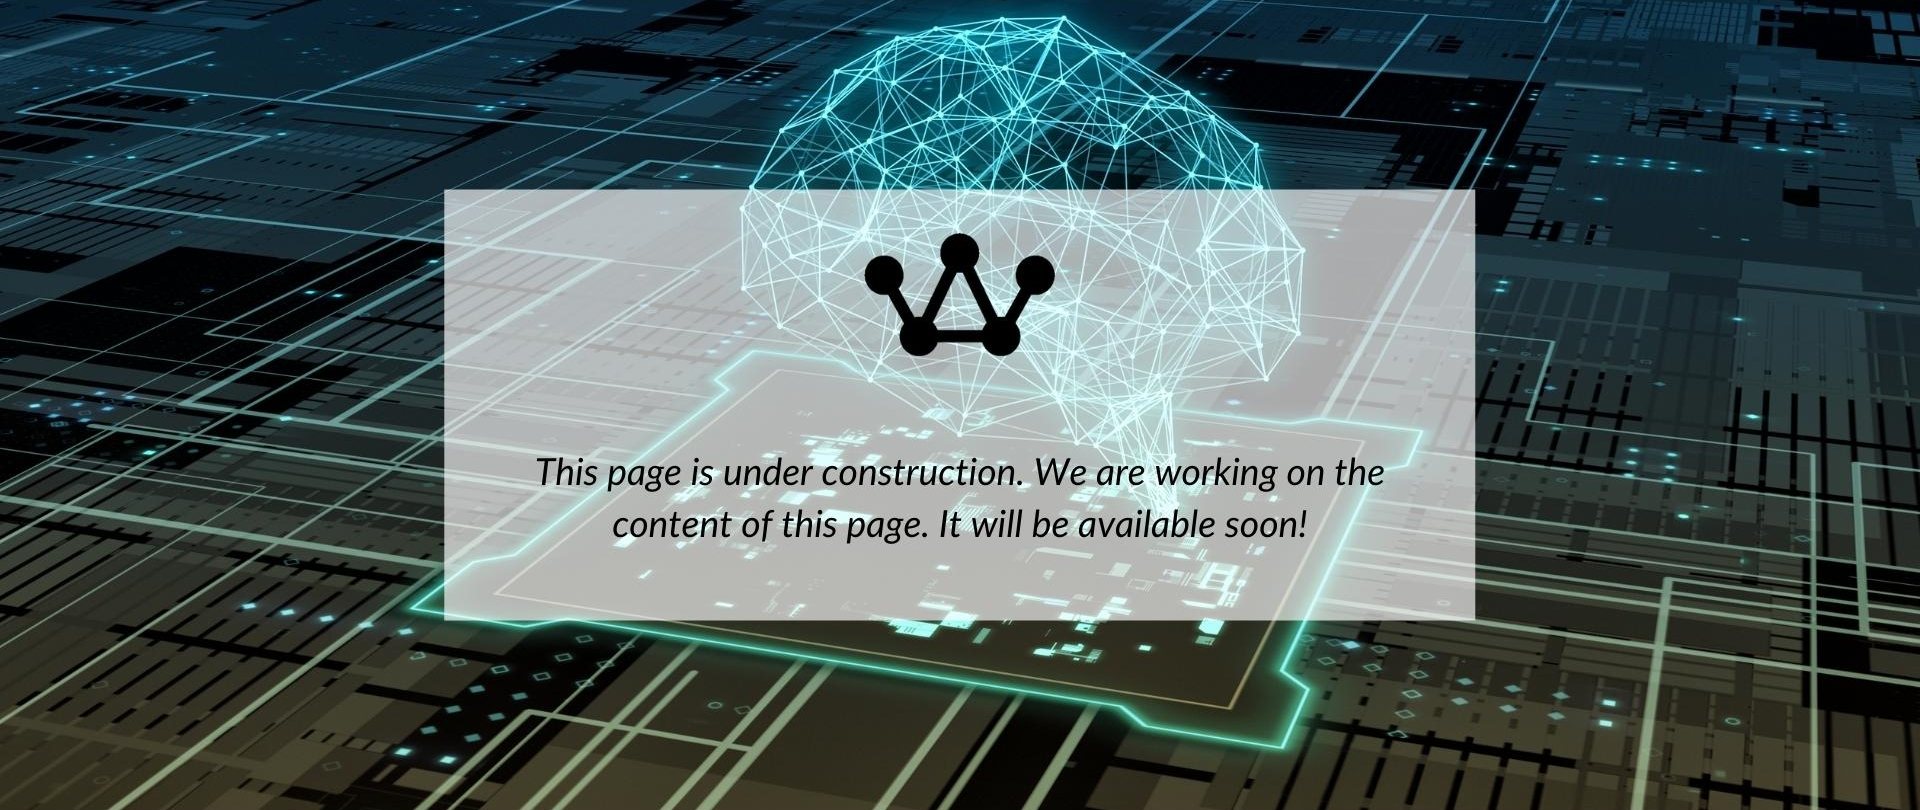 This page is under construction. We are working on the
content of this page. It will be available soon!